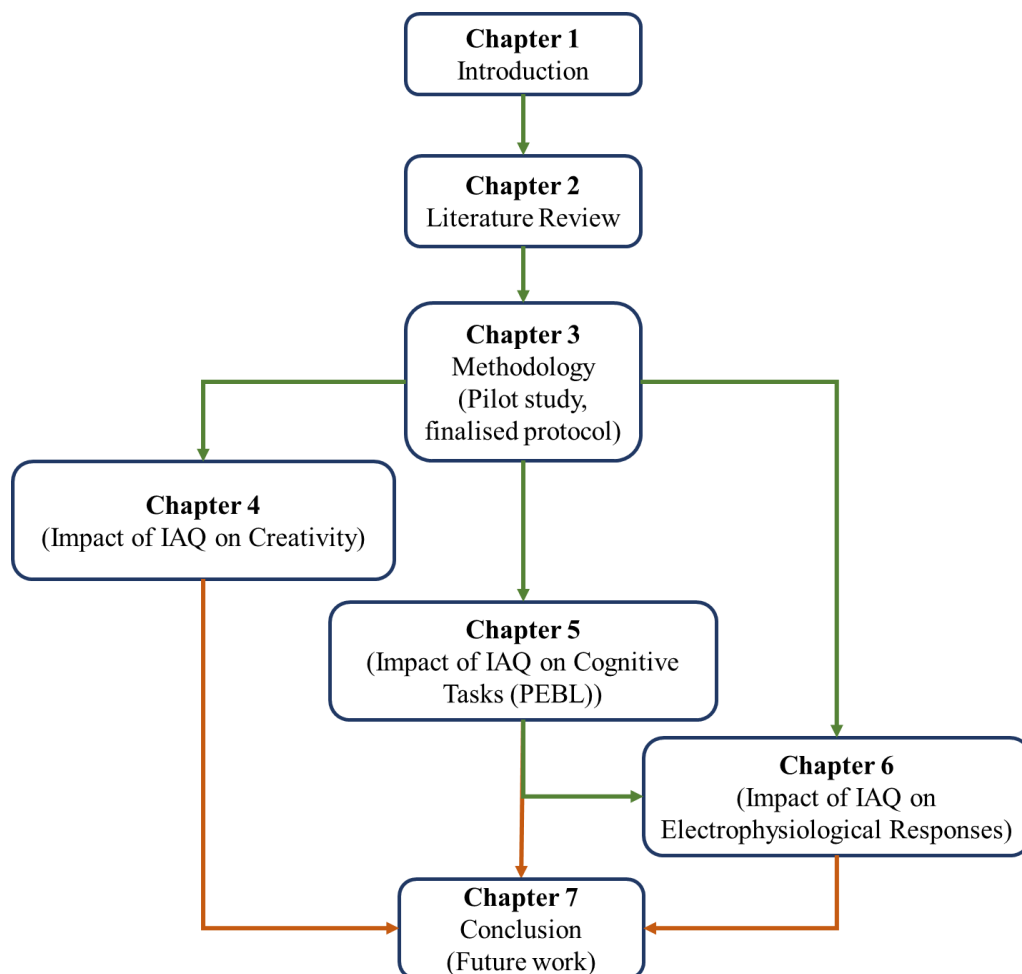 Chapter 1
Introduction
Chapter 2
Literature Review
Chapter 3
Methodology
(Pilot study,
finalised protocol)
Chapter 4
(Impact of IAQ on Creativity)
Chapter 5
(Impact of IAQ on Cognitive
Tasks (PEBL))
Chapter 6
(Impact of IAQ on
Electrophysiological Responses)
Chapter 7
Conclusion
(Future work)